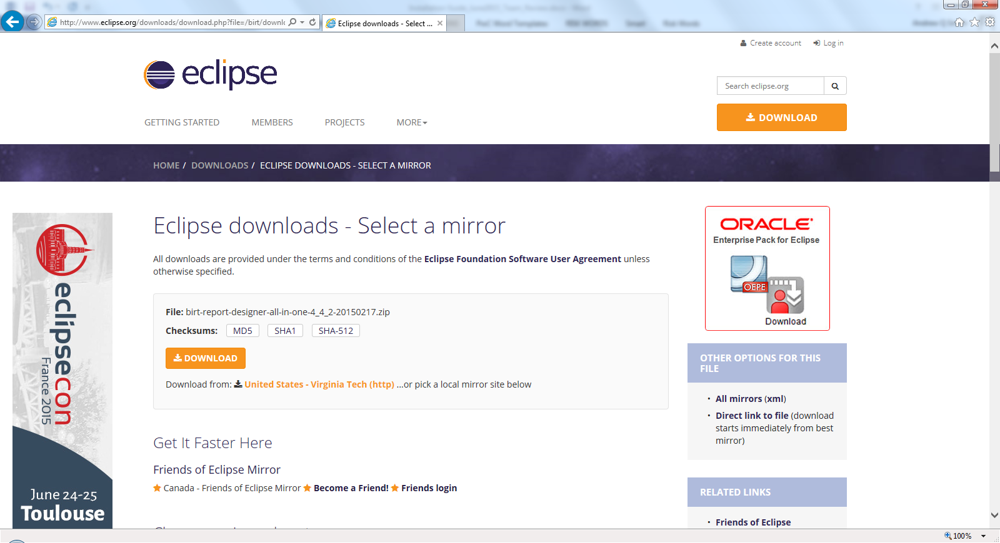 http://www.eclipse.org/downloads/download.php?file=/birt/downl
Eclipse downloads - Select ...
Create account
Log in
eclipse
Search eclipse.org
DOWNLOAD
GETTING STARTED
MEMBERS
PROJECTS
MORE
HOME / DOWNLOADS / ECLIPSE DOWNLOADS - SELECT A MIRROR
eclipsecon
France 2015
June 24-25
Toulouse
Eclipse downloads - Select a mirror
All downloads are provided under the terms and conditions of the Eclipse Foundation Software User Agreement unless
otherwise specified.
File: birt-report-designer-all-in-one-4_4_2-20150217.zip
Checksums: MD5 SHA1 SHA-512
DOWNLOAD
Download from: United States - Virginia Tech (http) ...or pick a local mirror site below
Get It Faster Here
Friends of Eclipse Mirror
Canada - Friends of Eclipse Mirror Become a Friend! Friends login
ORACLE
Enterprise Pack for Eclipse
OEPE
Download
OTHER OPTIONS FOR THIS
FILE
• All mirrors (xml)
• Direct link to file (download
starts immediately from best
mirror)
RELATED LINKS
• Friends of Eclipse
100%